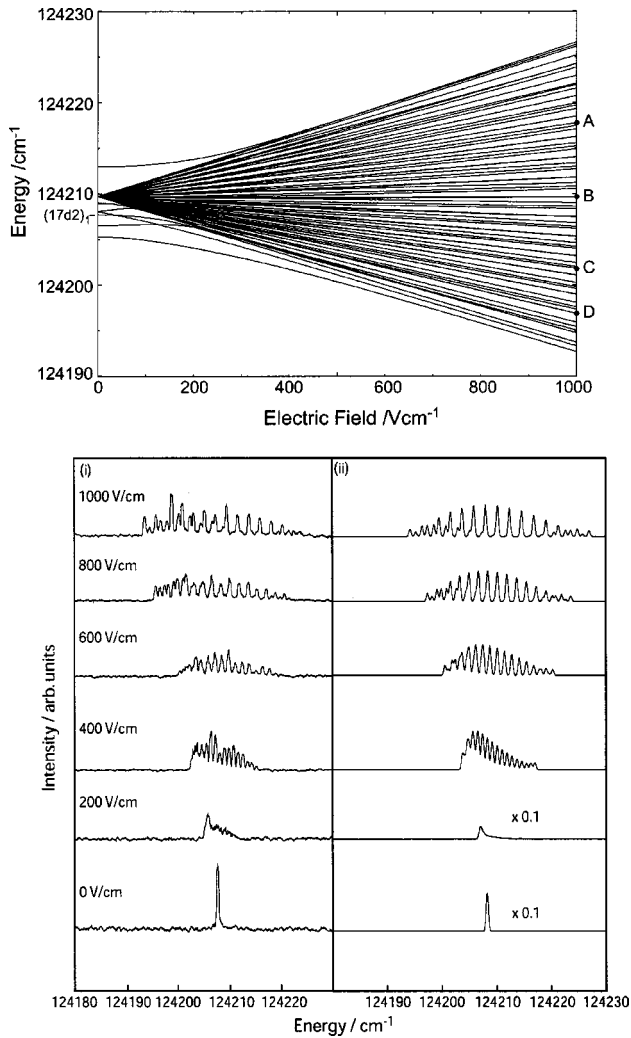 124230
124220
124210
(17d2)₁
124200
124190
Energy /cm⁻¹
A
B
C
D
0 200 400 600 800 1000
Electric Field /Vcm⁻¹
(i) (ii)
1000 V/cm
800 V/cm
600 V/cm
400 V/cm
200 V/cm
x 0.1
0 V/cm
x 0.1
Intensity / arb. units
124180 124190 124200 124210 124220 124190 124200 124210 124220 124230
Energy / cm⁻¹